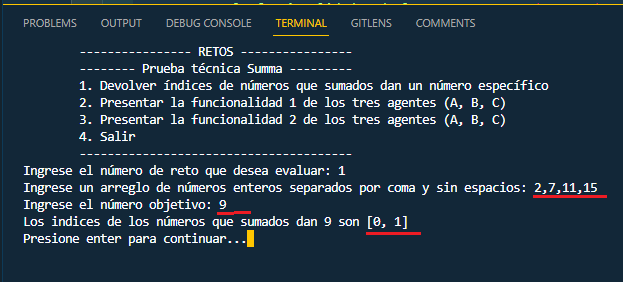 PROBLEMS OUTPUT DEBUG CONSOLE TERMINAL GITLENS COMMENTS
---------------- RETOS ----------------
-------- Prueba técnica Summa ---------
1. Devolver índices de números que sumados dan un número específico
2. Presentar la funcionalidad 1 de los tres agentes (A, B, C)
3. Presentar la funcionalidad 2 de los tres agentes (A, B, C)
4. Salir
---------------------------------------
Ingrese el número de reto que desea evaluar: 1
Ingrese un arreglo de números enteros separados por coma y sin espacios: 2,7,11,15
Ingrese el número objetivo: 9
Los indices de los números que sumados dan 9 son [0, 1]
Presione enter para continuar...